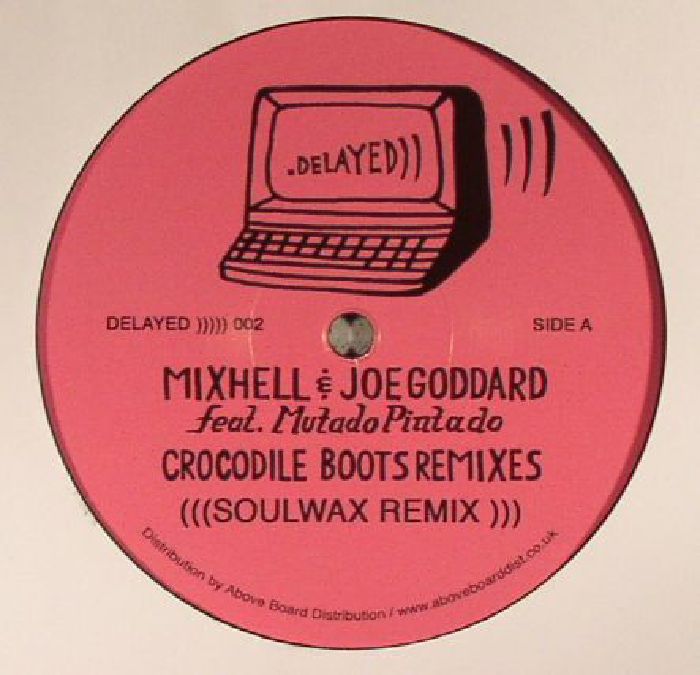 .DELAYED))
DELAYED ))))) 002
SIDE A
MIXHELL & JOE GODDARD
feat. Mutado Pintado
CROCODILE BOOTS REMIXES
(((SOULWAX REMIX )))
Distribution by Above Board Distribution / www.aboveboarddist.co.uk